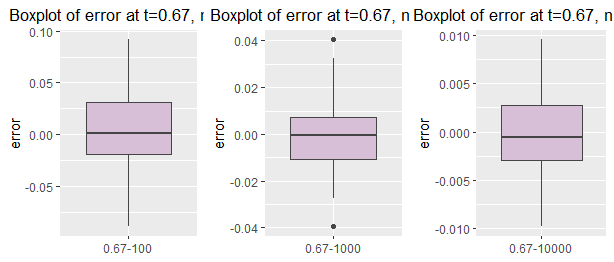 Boxplot of error at t=0.67, r
Boxplot of error at t=0.67, n
Boxplot of error at t=0.67, n
error
0.10
0.05
0.00
-0.05
0.67-100
error
0.04
0.02
0.00
-0.02
-0.04
0.67-1000
error
0.010
0.005
0.000
-0.005
-0.010
0.67-10000